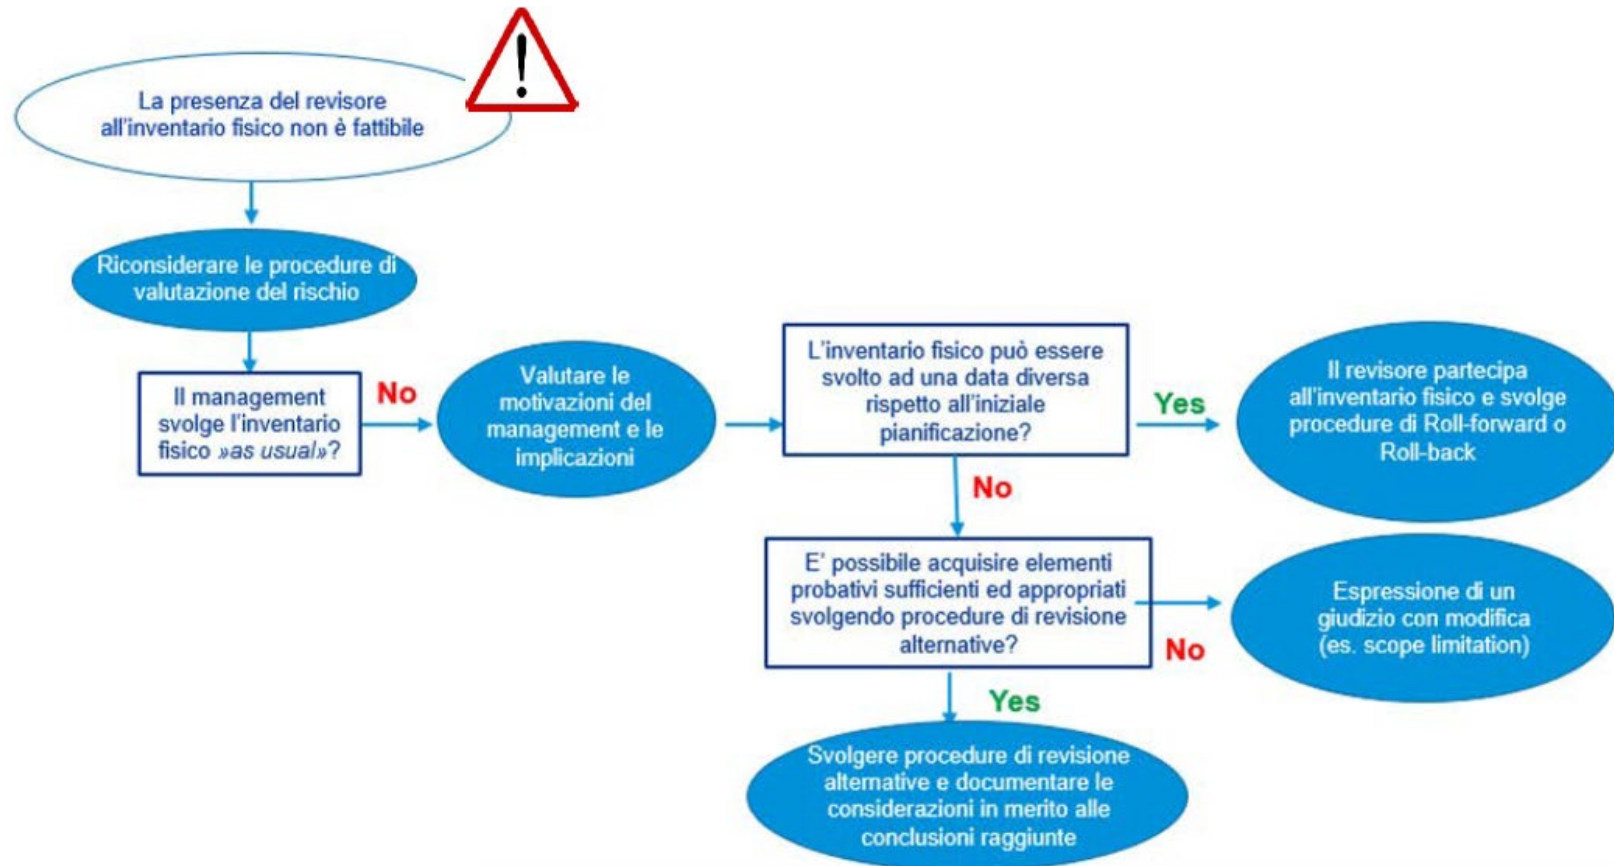 !
La presenza del revisore
all'inventario fisico non è fattibile
Riconsiderare le procedure di
valutazione del rischio
Il management
svolge l'inventario
fisico »as usual»?
No
Valutare le
motivazioni del
management e le
implicazioni
L'inventario fisico può essere
svolto ad una data diversa
rispetto all'iniziale
pianificazione?
Yes
Il revisore partecipa
all'inventario fisico e svolge
procedure di Roll-forward o
Roll-back
No
E' possibile acquisire elementi
probativi sufficienti ed appropriati
svolgendo procedure di revisione
alternative?
No
Espressione di un
giudizio con modifica
(es. scope limitation)
Yes
Svolgere procedure di revisione
alternative e documentare le
considerazioni in merito alle
conclusioni raggiunte